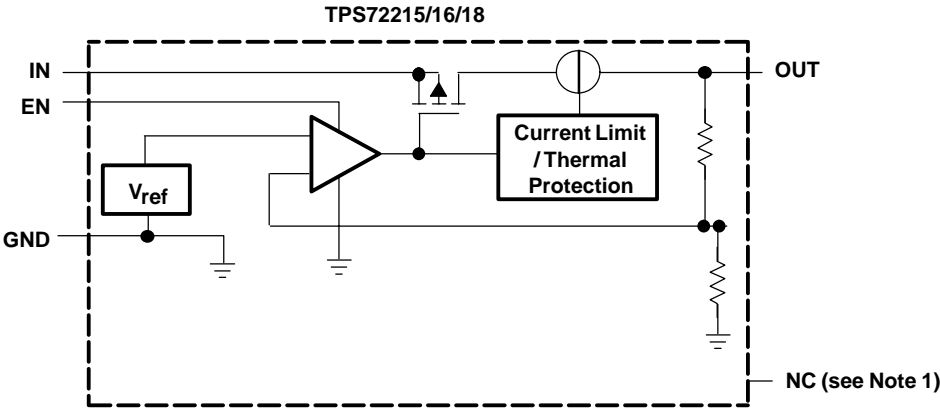 TPS72215/16/18
IN
OUT
EN
Current Limit
/ Thermal
Protection
Vref
GND
NC (see Note 1)